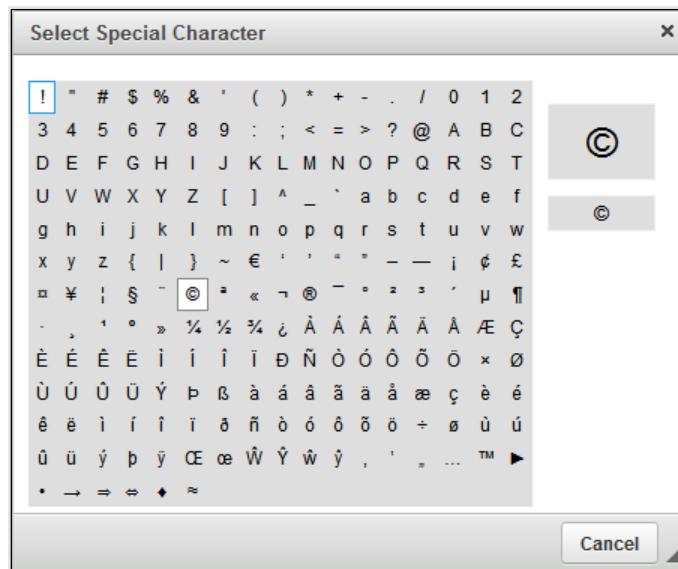 Select Special Character ×
! " # $ % & ' ( ) * + - . / 0 1 2
3 4 5 6 7 8 9 : ; < = > ? @ A B C
D E F G H I J K L M N O P Q R S T
U V W X Y Z [ ] ^ _ ` a b c d e f
g h i j k l m n o p q r s t u v w
x y z { | } ~ € ‘ ’ “ ” – — ¡ ¢ £
¤ ¥ ¦ § ¨ © ª « ¬ ® ¯ ° ² ³ ´ µ ¶
· ¸ ¹ º » ¼ ½ ¾ ¿ À Á Â Ã Ä Å Æ Ç
È É Ê Ë Ì Í Î Ï Ð Ñ Ò Ó Ô Õ Ö × Ø
Ù Ú Û Ü Ý Þ ß à á â ã ä å æ ç è é
ê ë ì í î ï ð ñ ò ó ô õ ö ÷ ø ù ú
û ü ý þ ÿ Œ œ Ŵ Ŷ ŵ ŷ ‚ ‛ „ … ™ ►
• → ⇒ ⇔ ♦ ≈
©
©
Cancel